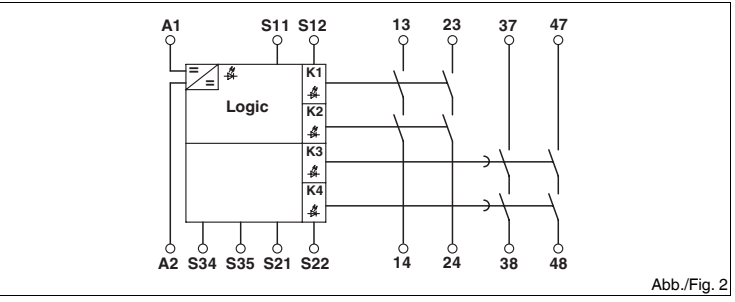 A1 S11 S12 13 23 37 47
K1
Logic
K2
K3
K4
A2 S34 S35 S21 S22 14 24 38 48
Abb./Fig. 2